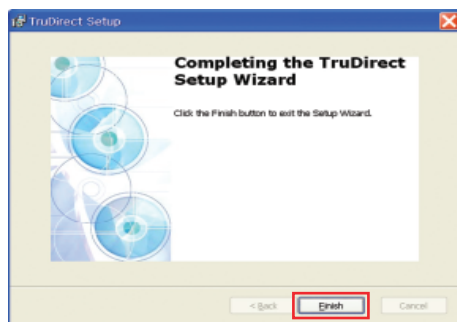 TruDirect Setup
Completing the TruDirect
Setup Wizard
Click the Finish button to exit the Setup Wizard.
< Back
Finish
Cancel